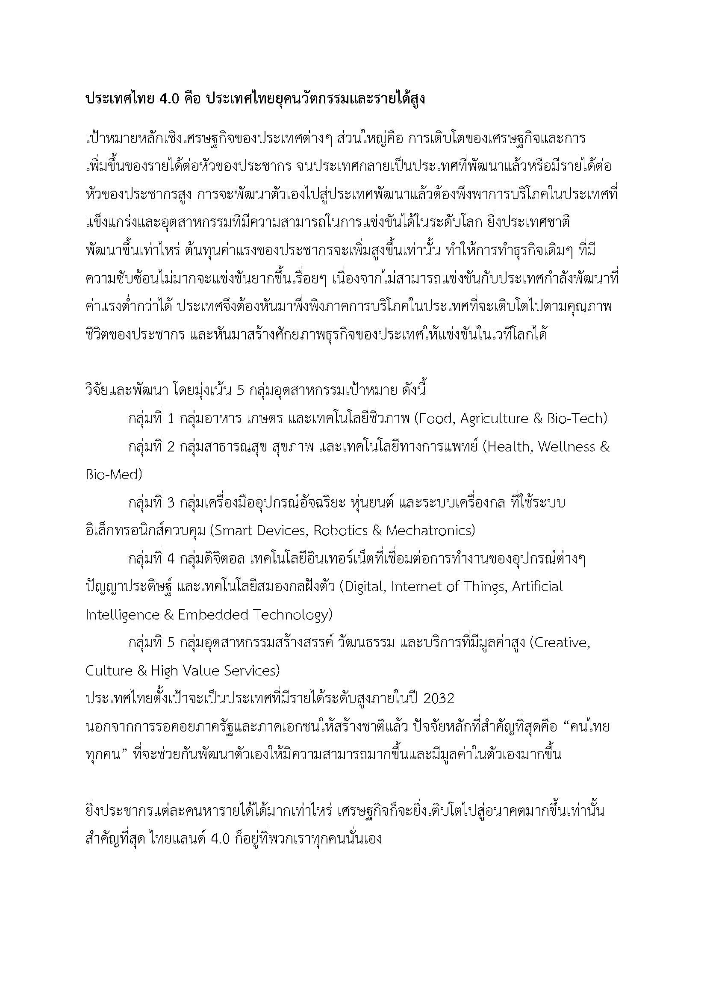 ประเทศไทย 4.0 คือ ประเทศไทยยุคนวัตกรรมและรายได้สูง
เป้าหมายหลักเชิงเศรษฐกิจของประเทศต่างๆ ส่วนใหญ่คือ การเติบโตของเศรษฐกิจและการ
เพิ่มขึ้นของรายได้ต่อหัวของประชากร จนประเทศกลายเป็นประเทศที่พัฒนาแล้วหรือมีรายได้ต่อ
หัวของประชากรสูง การจะพัฒนาตัวเองไปสู่ประเทศพัฒนาแล้วต้องพึ่งพาการบริโภคในประเทศที่
แข็งแกร่งและอุตสาหกรรมที่มีความสามารถในการแข่งขันได้ในระดับโลก ยิ่งประเทศชาติ
พัฒนาขึ้นเท่าไหร่ ต้นทุนค่าแรงของประชากรจะเพิ่มสูงขึ้นเท่านั้น ทำให้การทำธุรกิจเดิมๆ ที่มี
ความซับซ้อนไม่มากจะแข่งขันยากขึ้นเรื่อยๆ เนื่องจากไม่สามารถแข่งขันกับประเทศกำลังพัฒนาที่
ค่าแรงต่ำกว่าได้ ประเทศจึงต้องหันมาพึ่งพิงภาคการบริโภคในประเทศที่จะเติบโตไปตามคุณภาพ
ชีวิตของประชากร และหันมาสร้างศักยภาพธุรกิจของประเทศให้แข่งขันในเวทีโลกได้
วิจัยและพัฒนา โดยมุ่งเน้น 5 กลุ่มอุตสาหกรรมเป้าหมาย ดังนี้
กลุ่มที่ 1 กลุ่มอาหาร เกษตร และเทคโนโลยีชีวภาพ (Food, Agriculture & Bio-Tech)
กลุ่มที่ 2 กลุ่มสาธารณสุข สุขภาพ และเทคโนโลยีทางการแพทย์ (Health, Wellness &
Bio-Med)
กลุ่มที่ 3 กลุ่มเครื่องมืออุปกรณ์อัจฉริยะ หุ่นยนต์ และระบบเครื่องกล ที่ใช้ระบบ
อิเล็กทรอนิกส์ควบคุม (Smart Devices, Robotics & Mechatronics)
กลุ่มที่ 4 กลุ่มดิจิตอล เทคโนโลยีอินเทอร์เน็ตที่เชื่อมต่อการทำงานของอุปกรณ์ต่างๆ
ปัญญาประดิษฐ์ และเทคโนโลยีสมองกลฝังตัว (Digital, Internet of Things, Artificial
Intelligence & Embedded Technology)
กลุ่มที่ 5 กลุ่มอุตสาหกรรมสร้างสรรค์ วัฒนธรรม และบริการที่มีมูลค่าสูง (Creative,
Culture & High Value Services)
ประเทศไทยตั้งเป้าจะเป็นประเทศที่มีรายได้ระดับสูงภายในปี 2032
นอกจากการรอคอยภาครัฐและภาคเอกชนให้สร้างชาติแล้ว ปัจจัยหลักที่สำคัญที่สุดคือ “คนไทย
ทุกคน” ที่จะช่วยกันพัฒนาตัวเองให้มีความสามารถมากขึ้นและมีมูลค่าในตัวเองมากขึ้น
ยิ่งประชากรแต่ละคนหารายได้ได้มากเท่าไหร่ เศรษฐกิจก็จะยิ่งเติบโตไปสู่อนาคตมากขึ้นเท่านั้น
สำคัญที่สุด ไทยแลนด์ 4.0 ก็อยู่ที่พวกเราทุกคนนั่นเอง